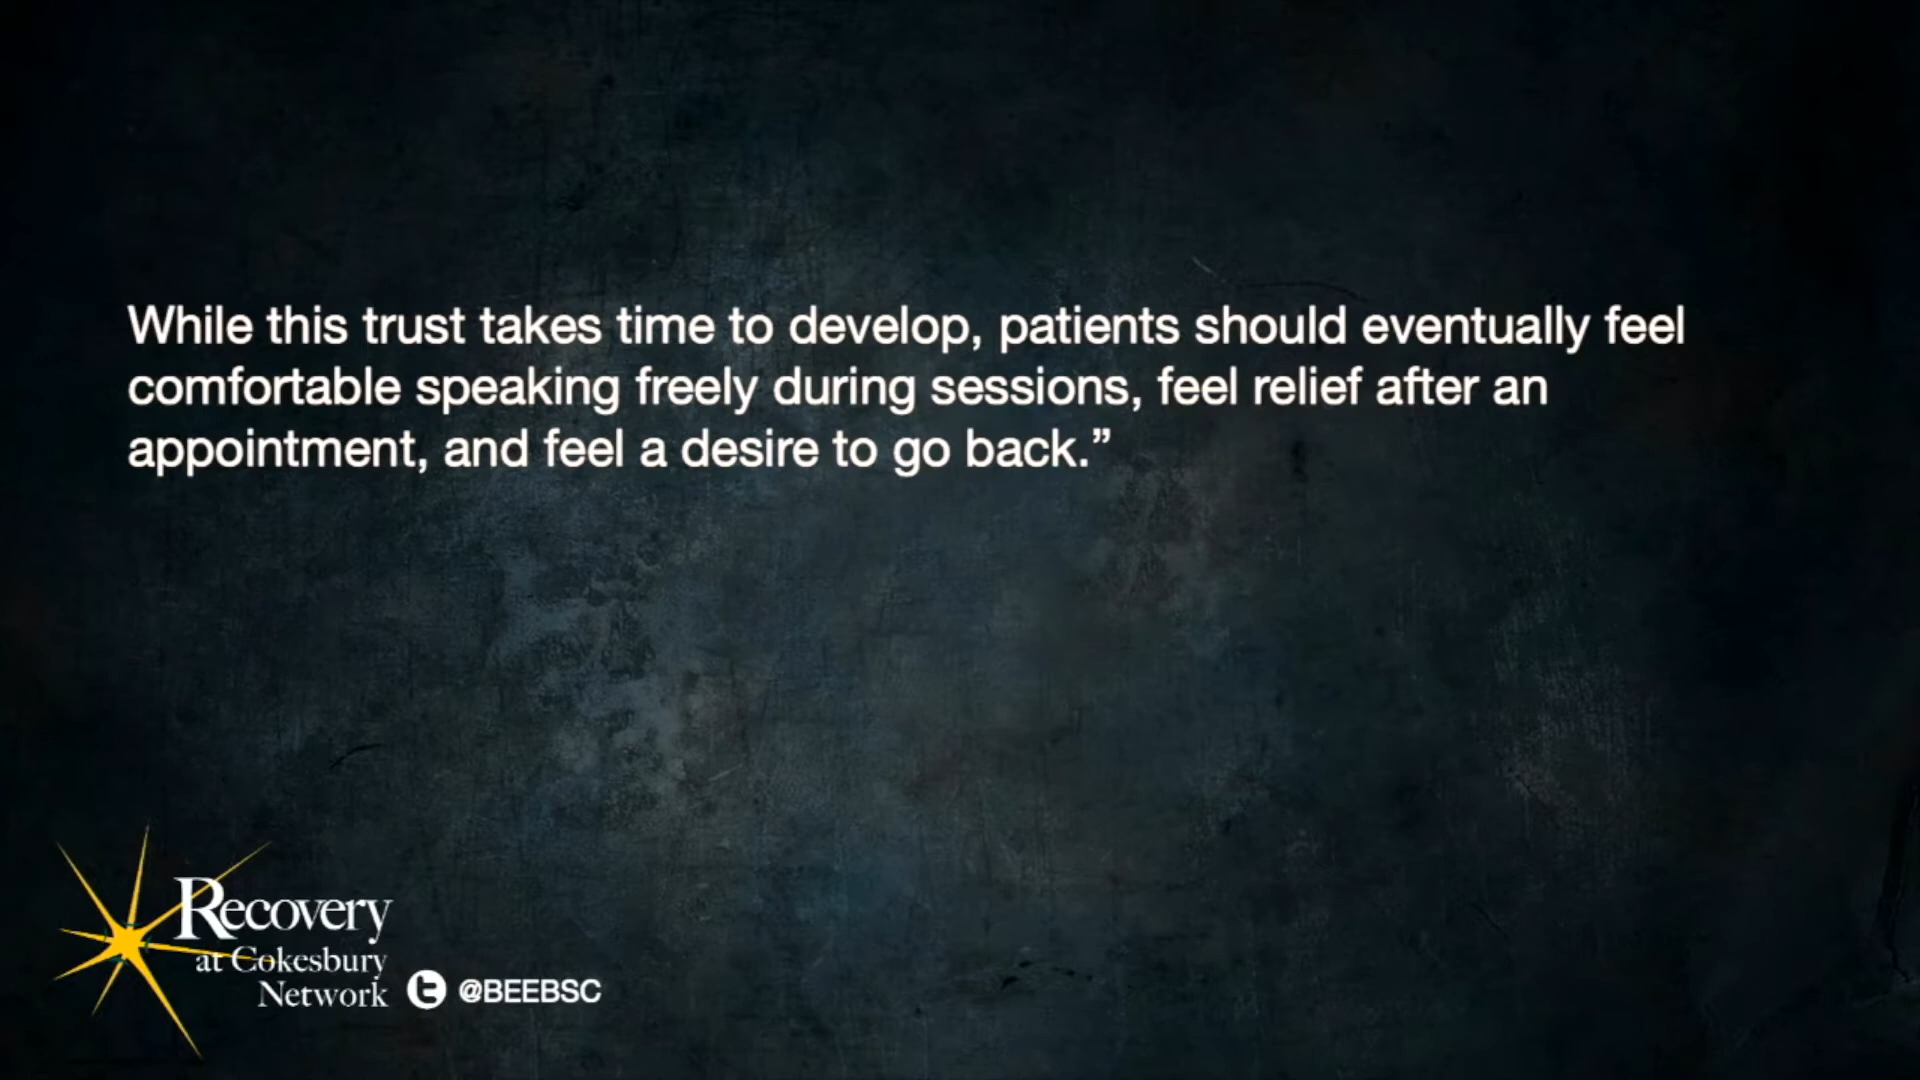 While this trust takes time to develop, patients should eventually feel
comfortable speaking freely during sessions, feel relief after an
appointment, and feel a desire to go back.”
Recovery
at Cokesbury
Network
@BEEBSC